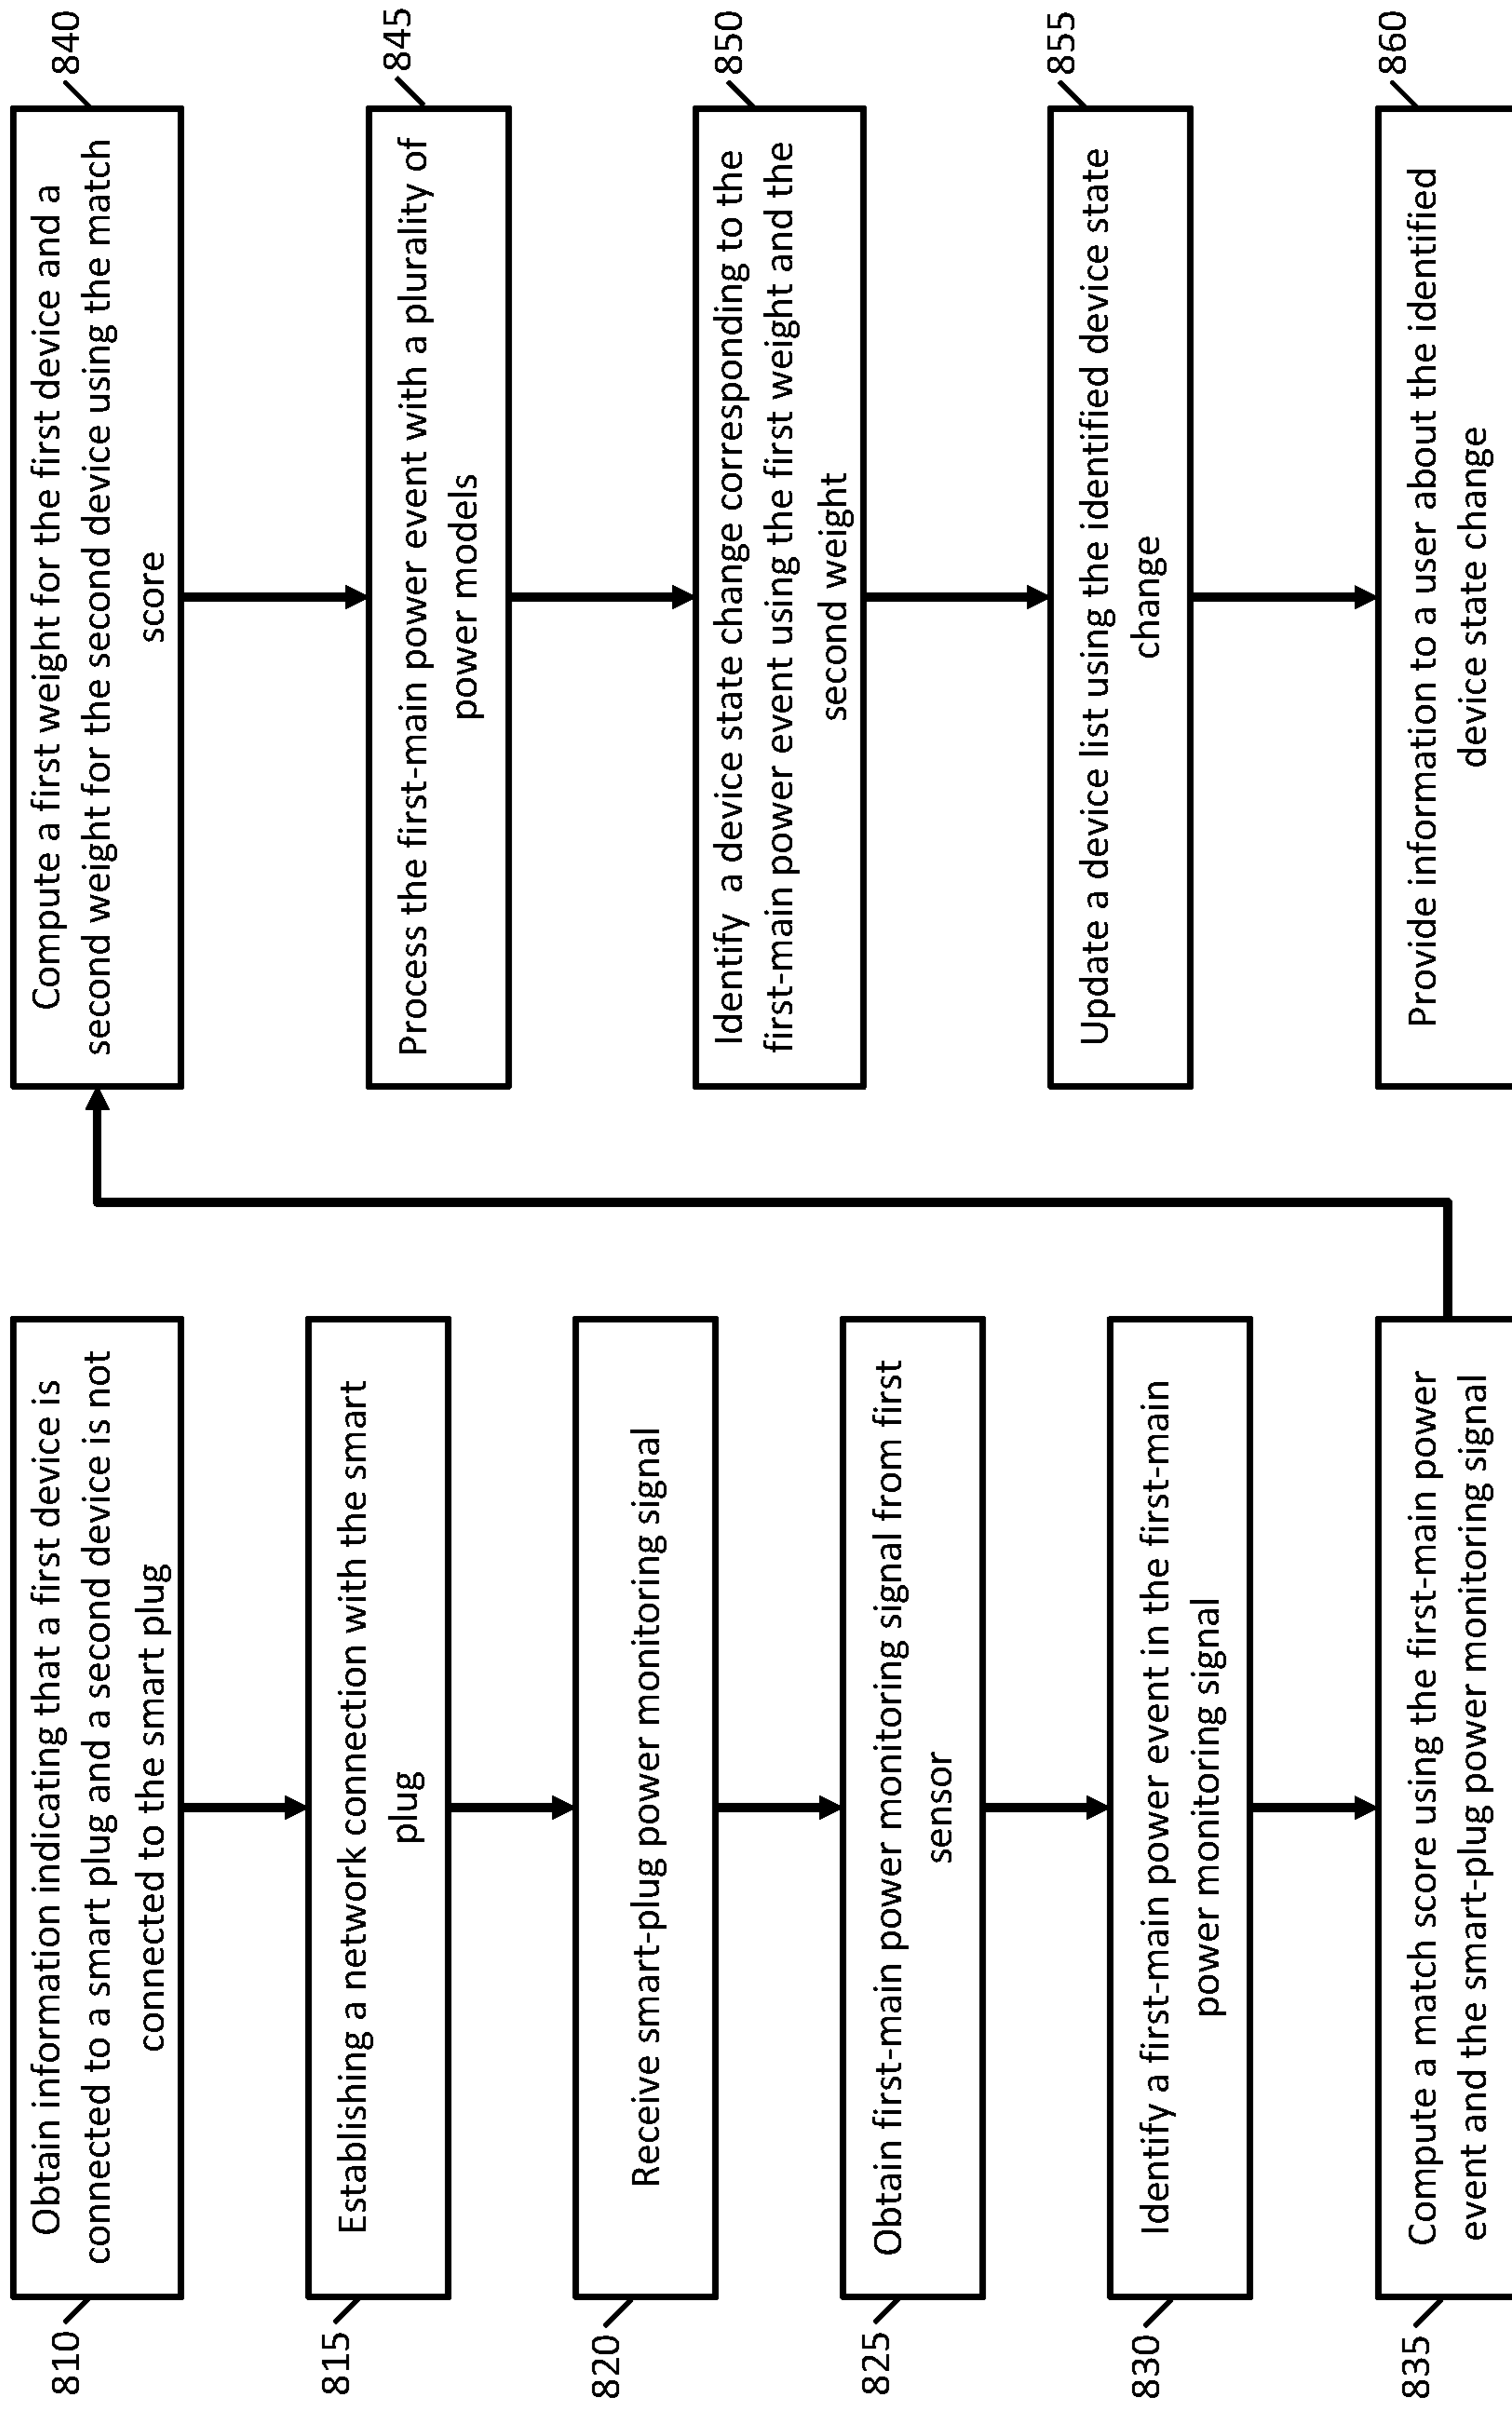 810
Obtain information indicating that a first device is
connected to a smart plug and a second device is not
connected to the smart plug
815
Establishing a network connection with the smart
plug
820
Receive smart-plug power monitoring signal
825
Obtain first-main power monitoring signal from first
sensor
830
Identify a first-main power event in the first-main
power monitoring signal
835
Compute a match score using the first-main power
event and the smart-plug power monitoring signal
840
Compute a first weight for the first device and a
second weight for the second device using the match
score
845
Process the first-main power event with a plurality of
power models
850
Identify a device state change corresponding to the
first-main power event using the first weight and the
second weight
855
Update a device list using the identified device state
change
860
Provide information to a user about the identified
device state change